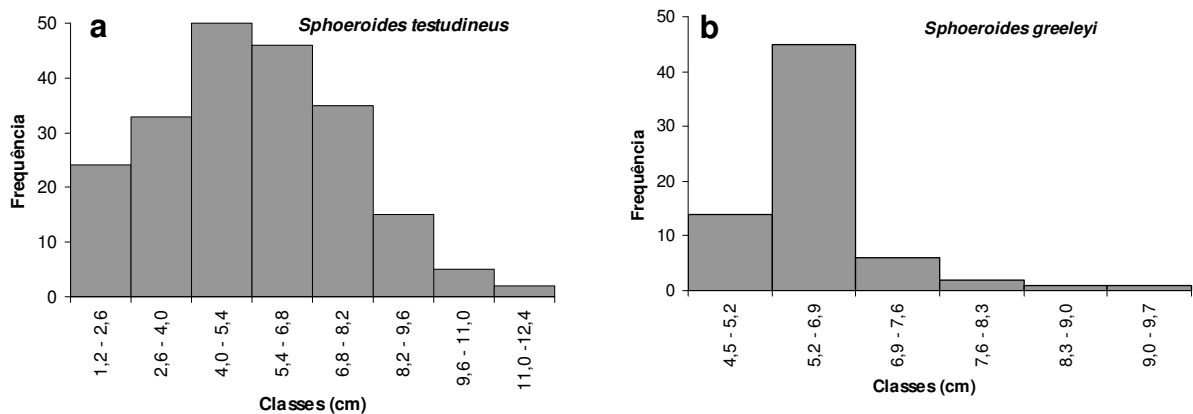 a
Sphoeroides testudineus
50
40
30
20
10
0
Frequência
1,2 - 2,6
2,6 - 4,0
4,0 - 5,4
5,4 - 6,8
6,8 - 8,2
8,2 - 9,6
9,6 - 11,0
11,0 -12,4
Classes (cm)
b
Sphoeroides greeleyi
50
40
30
20
10
0
Frequência
4,5 - 5,2
5,2 - 6,9
6,9 - 7,6
7,6 - 8,3
8,3 - 9,0
9,0 - 9,7
Classes (cm)